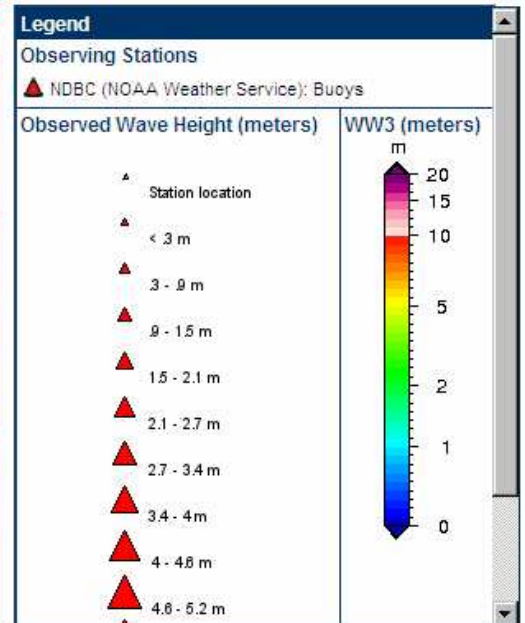 Legend
Observing Stations
NDBC (NOAA Weather Service): Buoys
Observed Wave Height (meters)
Station location
< .3 m
.3 - .9 m
.9 - 1.5 m
1.5 - 2.1 m
2.1 - 2.7 m
2.7 - 3.4 m
3.4 - 4 m
4 - 4.6 m
4.6 - 5.2 m
WW3 (meters)
m
20
15
10
5
2
1
0